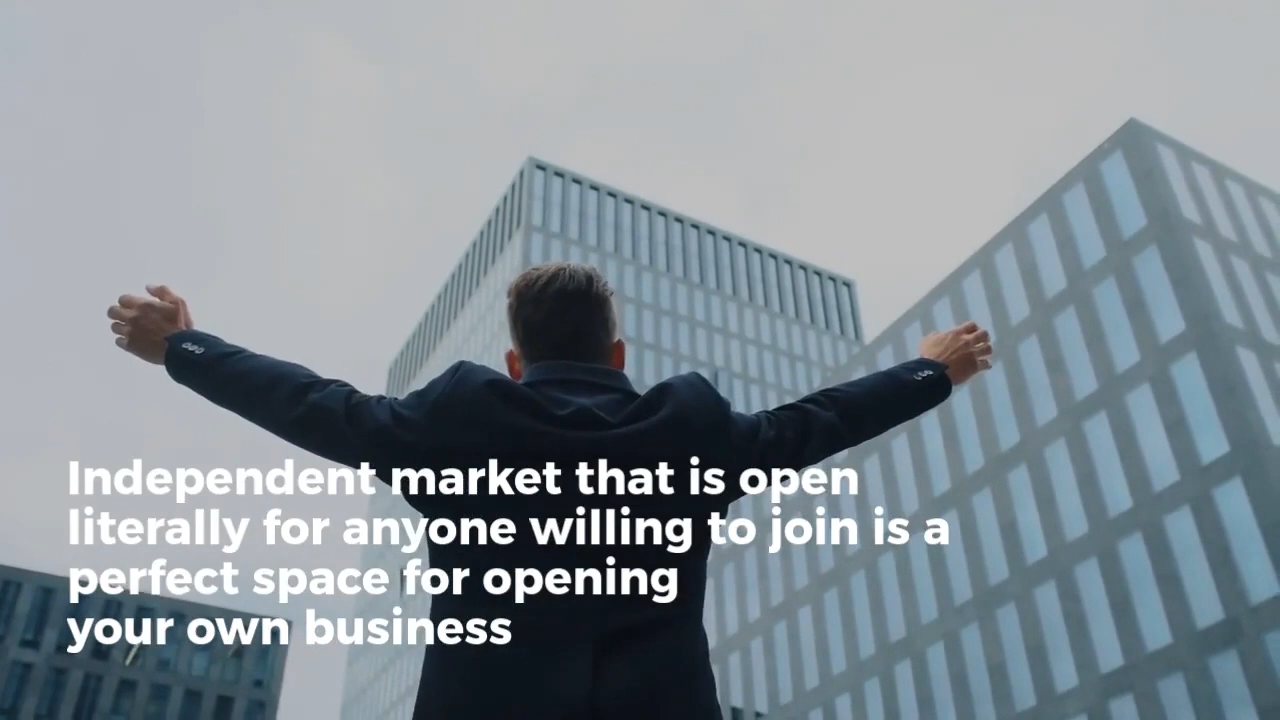 Independent market that is open
literally for anyone willing to join is a
perfect space for opening
your own business